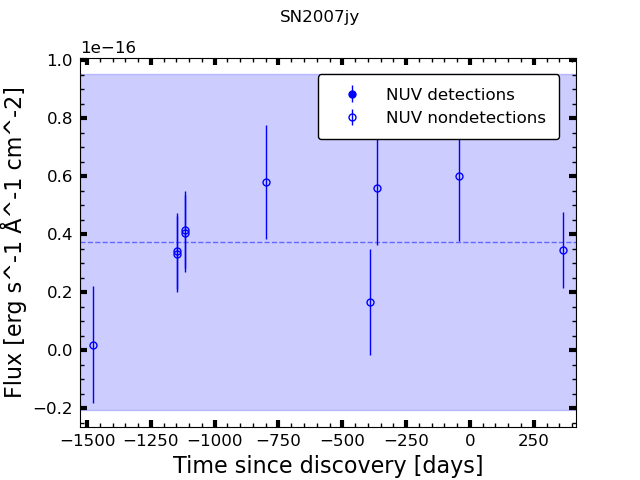 SN2007jy
1e−16
Flux [erg s^-1 Å^-1 cm^-2]
1.0
0.8
0.6
0.4
0.2
0.0
−0.2
NUV detections
NUV nondetections
−1500 −1250 −1000 −750 −500 −250 0 250
Time since discovery [days]